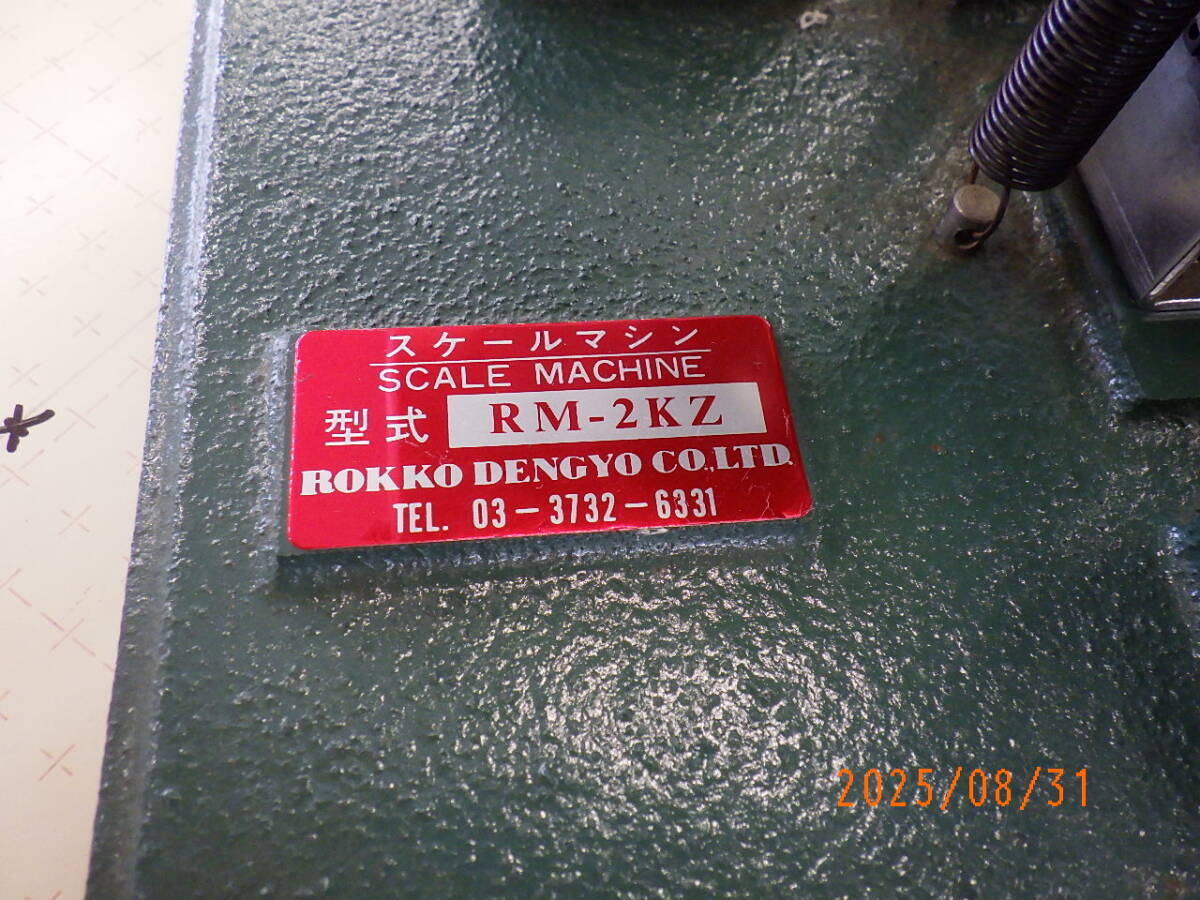 スケールマシン
SCALE MACHINE
型式 RM-2KZ
ROKKO DENGYO CO.,LTD.
TEL. 03-3732-6331
2025/08/31